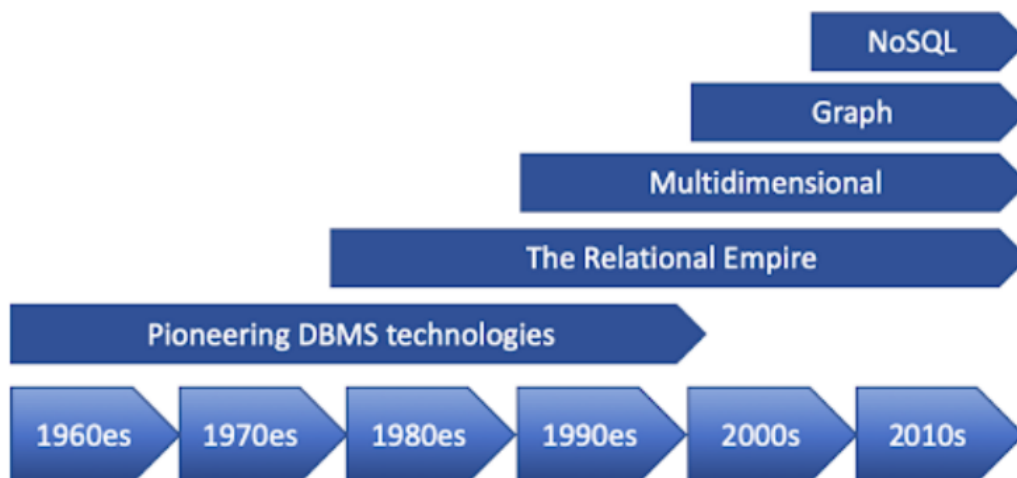 NoSQL
Graph
Multidimensional
The Relational Empire
Pioneering DBMS technologies
1960es 1970es 1980es 1990es 2000s 2010s